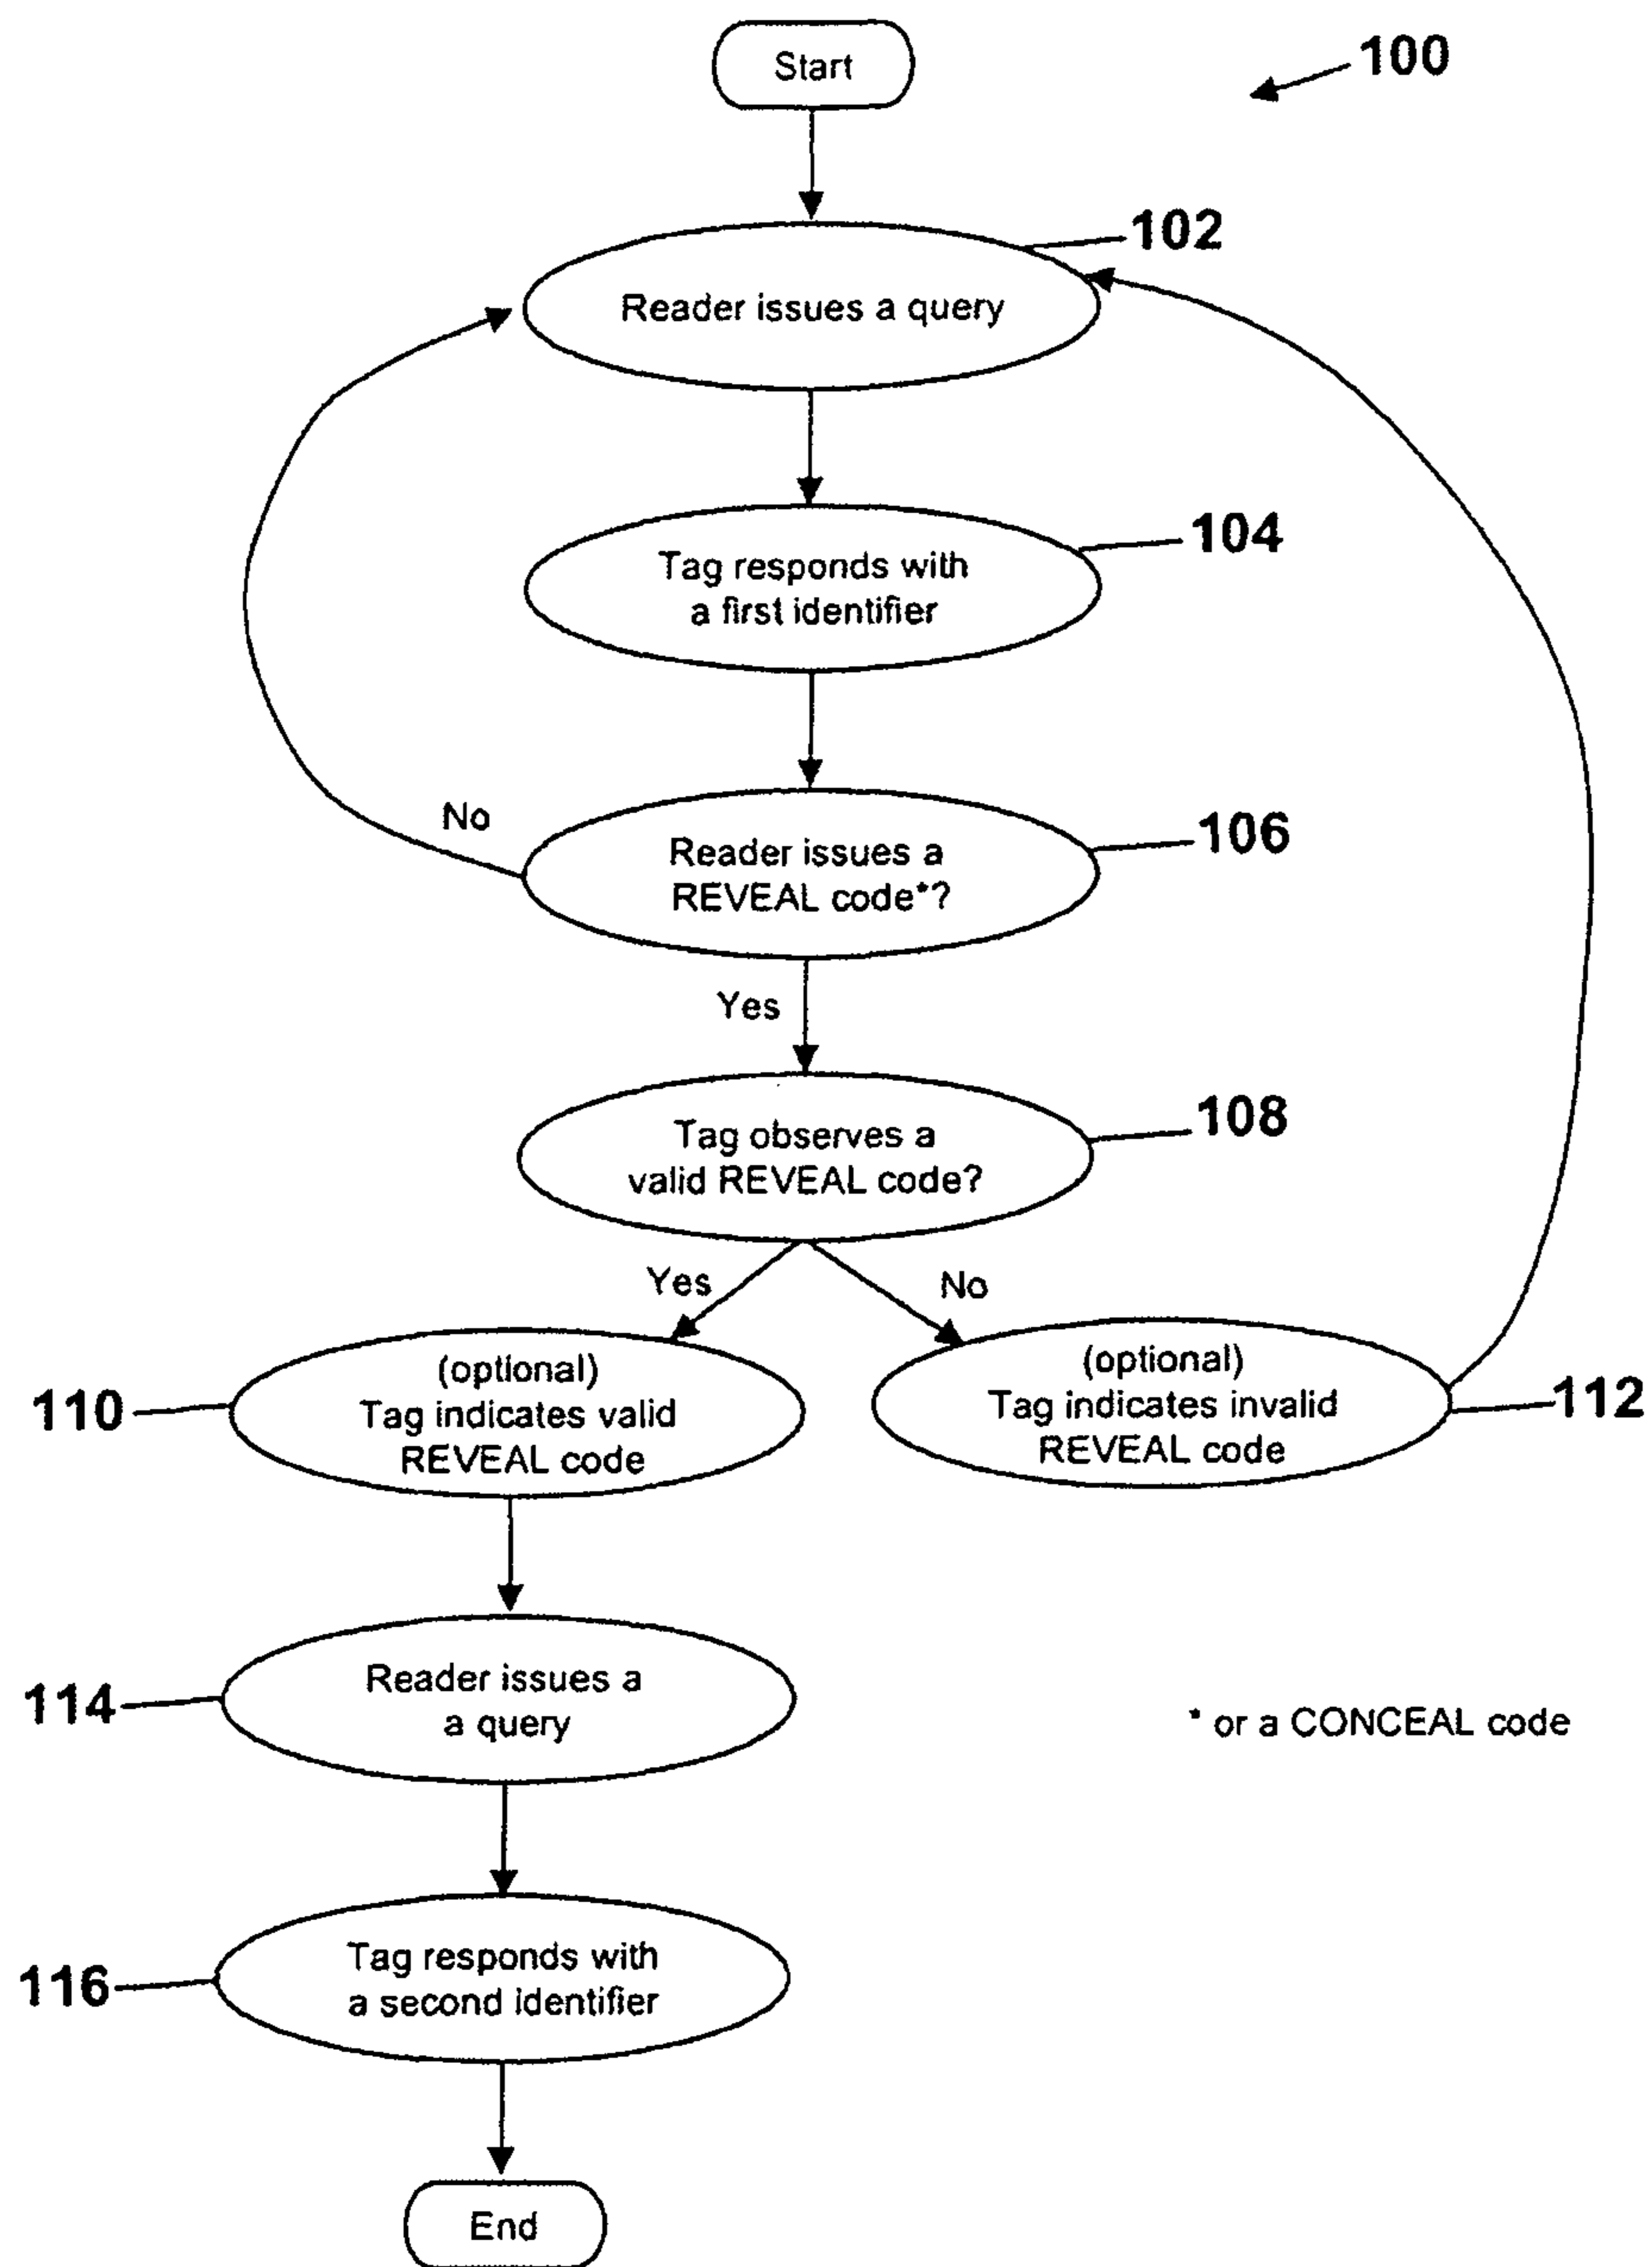 Start
100
102
Reader issues a query
104
Tag responds with
a first identifier
No
106
Reader issues a
REVEAL code*?
Yes
108
Tag observes a
valid REVEAL code?
Yes
No
110
(optional)
Tag indicates valid
REVEAL code
(optional)
Tag indicates invalid
REVEAL code
112
114
Reader issues a
a query
* or a CONCEAL code
116
Tag responds with
a second identifier
End